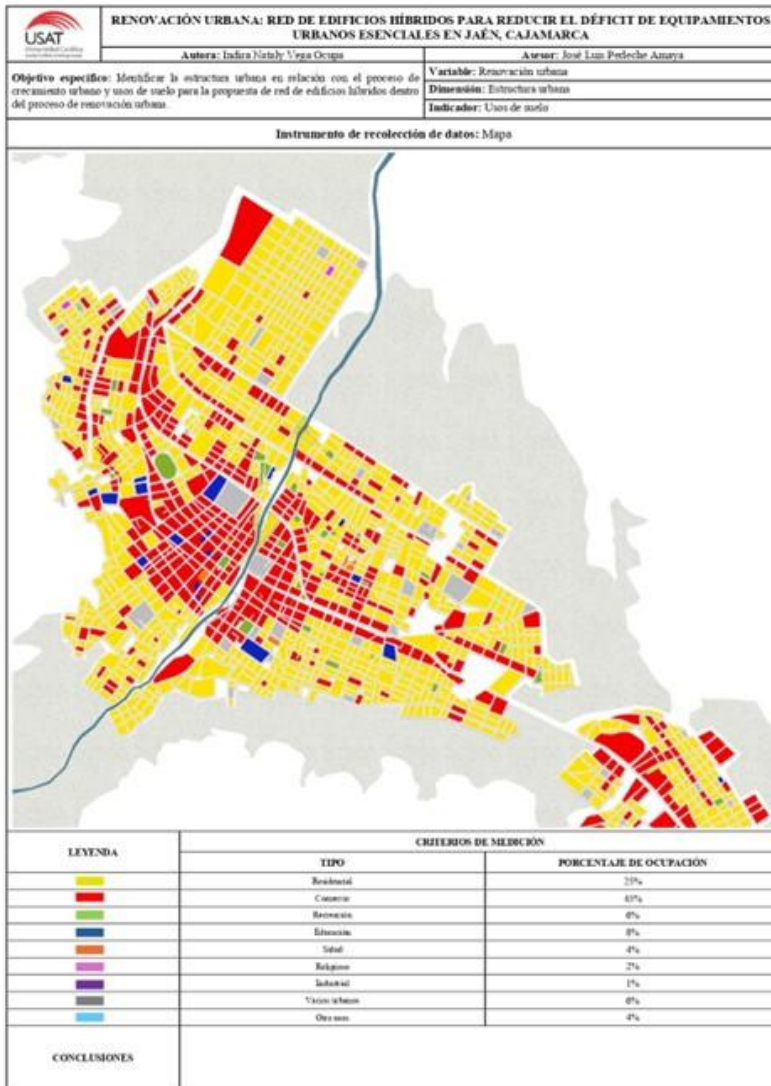 USAT
RENOVACIÓN URBANA: RED DE EDIFICIOS HÍBRIDOS PARA REDUCIR EL DÉFICIT DE EQUIPAMIENTOS
URBANOS ESENCIALES EN JAÉN, CAJAMARCA
Autora: Indira Nataly Vega Ocupa
Asesor: José Luis Perleche Amaya
Objetivo específico: Identificar la estructura urbana en relación con el proceso de
crecimiento urbano y usos de suelo para la propuesta de red de edificios híbridos dentro
del proceso de renovación urbana.
Variable: Renovación urbana
Dimensión: Estructura urbana
Indicador: Usos de suelo
Instrumento de recolección de datos: Mapa
LEYENDA
CRITERIOS DE MEDICIÓN
TIPO
PORCENTAJE DE OCUPACIÓN
Residencial
25%
Comercio
45%
Recreación
6%
Educación
8%
Salud
4%
Religioso
2%
Industrial
1%
Vacíos urbanos
6%
Otro usos
4%
CONCLUSIONES